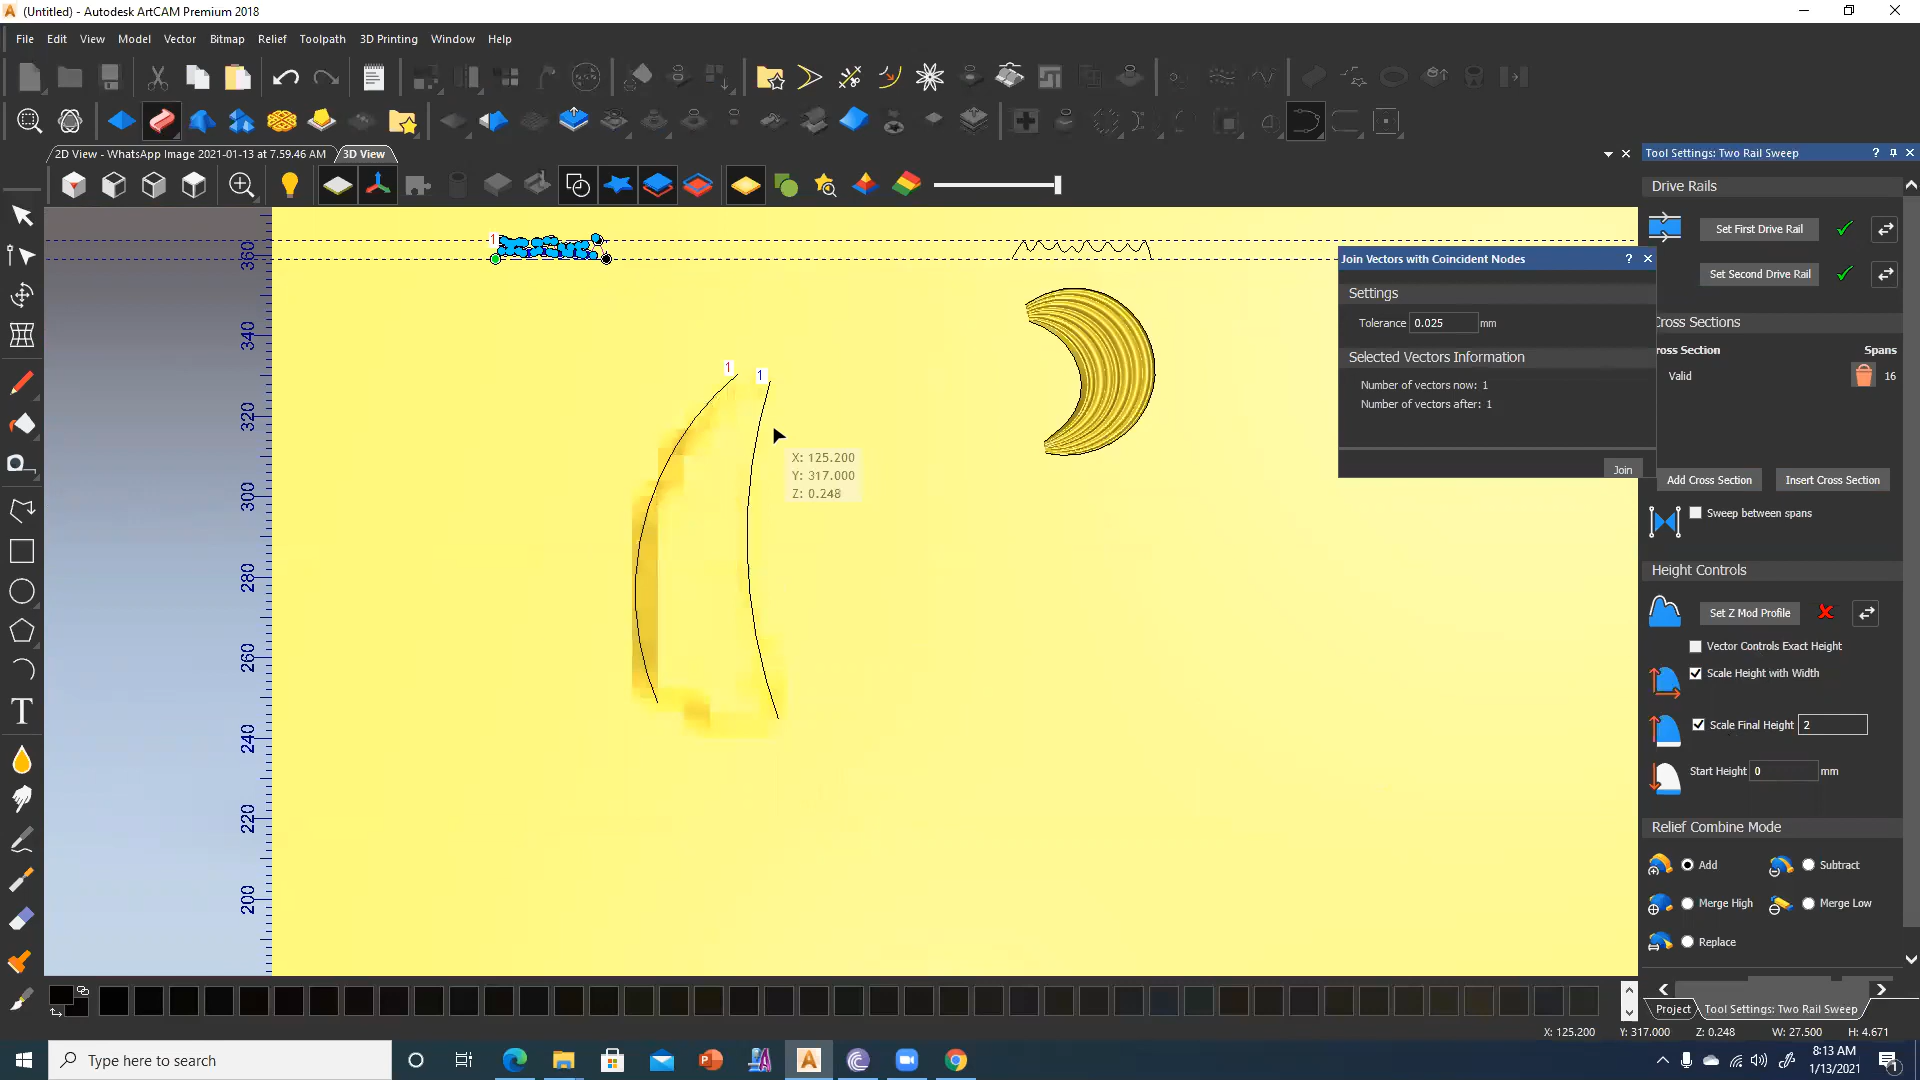 (Untitled) - Autodesk ArtCAM Premium 2018
File Edit View Model Vector Bitmap Relief Toolpath 3D Printing Window Help
2D View - WhatsApp Image 2021-01-13 at 7.59.46 AM
3D View
Tool Settings: Two Rail Sweep
Drive Rails
Set First Drive Rail
Set Second Drive Rail
Join Vectors with Coincident Nodes
Settings
Tolerance 0.025 mm
Selected Vectors Information
Number of vectors now: 1
Number of vectors after: 1
Join
Cross Sections
ross Section Spans
Valid 16
Add Cross Section Insert Cross Section
Sweep between spans
Height Controls
Set Z Mod Profile
Vector Controls Exact Height
Scale Height with Width
Scale Final Height 2
Start Height 0 mm
Relief Combine Mode
Add Subtract
Merge High Merge Low
Replace
Project Tool Settings: Two Rail Sweep
360
340
320
300
280
260
240
220
200
1
1
1
X: 125.200
Y: 317.000
Z: 0.248
X: 125.200 Y: 317.000 Z: 0.248 W: 27.500 H: 4.671
Type here to search
8:13 AM
1/13/2021
1